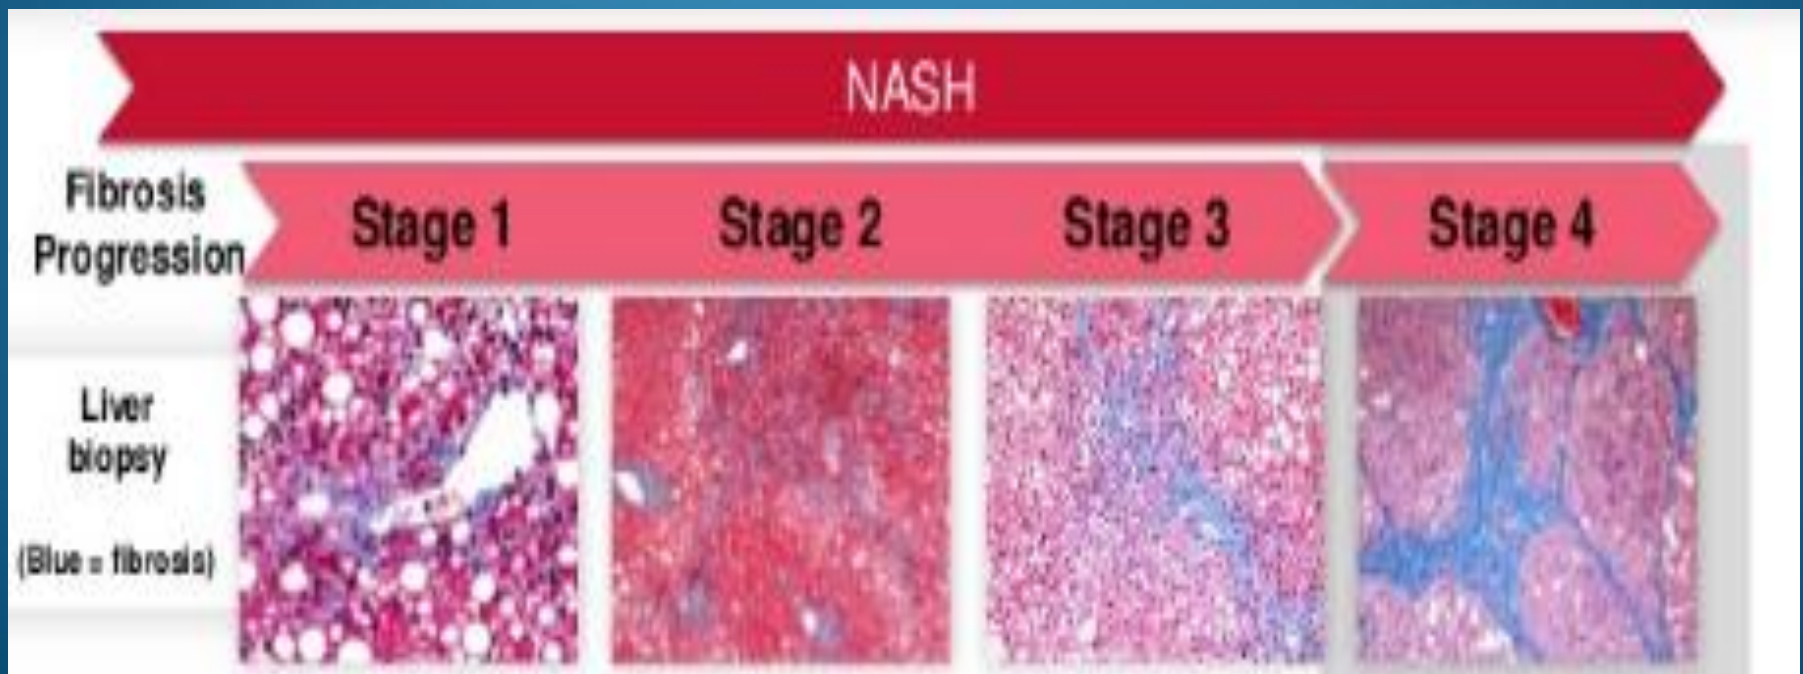 NASH
Fibrosis
Progression
Stage 1
Stage 2
Stage 3
Stage 4
Liver
biopsy
(Blue = fibrosis)